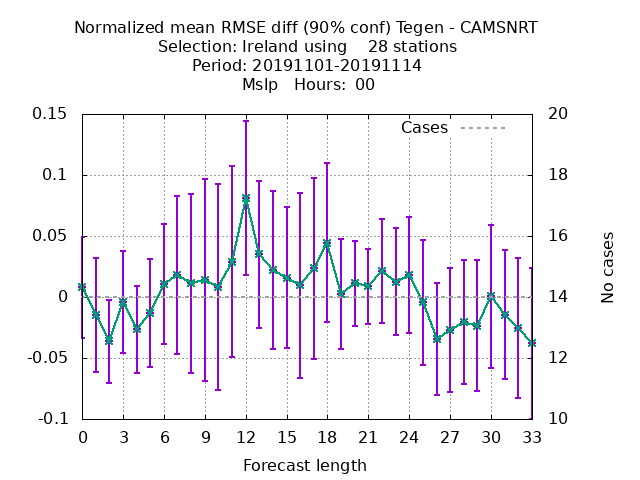 Normalized mean RMSE diff (90% conf) Tegen - CAMSNRT
Selection: Ireland using    28 stations
Period: 20191101-20191114
Mslp   Hours: 00
Cases
0.15
0.1
0.05
0
-0.05
-0.1
20
18
16
14
12
10
No cases
0 3 6 9 12 15 18 21 24 27 30 33
Forecast length